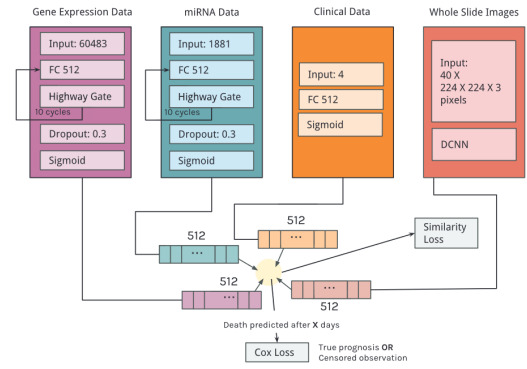 Gene Expression Data
miRNA Data
Clinical Data
Whole Slide Images
Input: 60483
FC 512
Highway Gate
10 cycles
Dropout: 0.3
Sigmoid
Input: 1881
FC 512
Highway Gate
10 cycles
Dropout: 0.3
Sigmoid
Input: 4
FC 512
Sigmoid
Input:
40 X
224 X 224 X 3
pixels
DCNN
512
...
512
...
512
...
512
...
Similarity
Loss
Death predicted after X days
Cox Loss
True prognosis OR
Censored observation